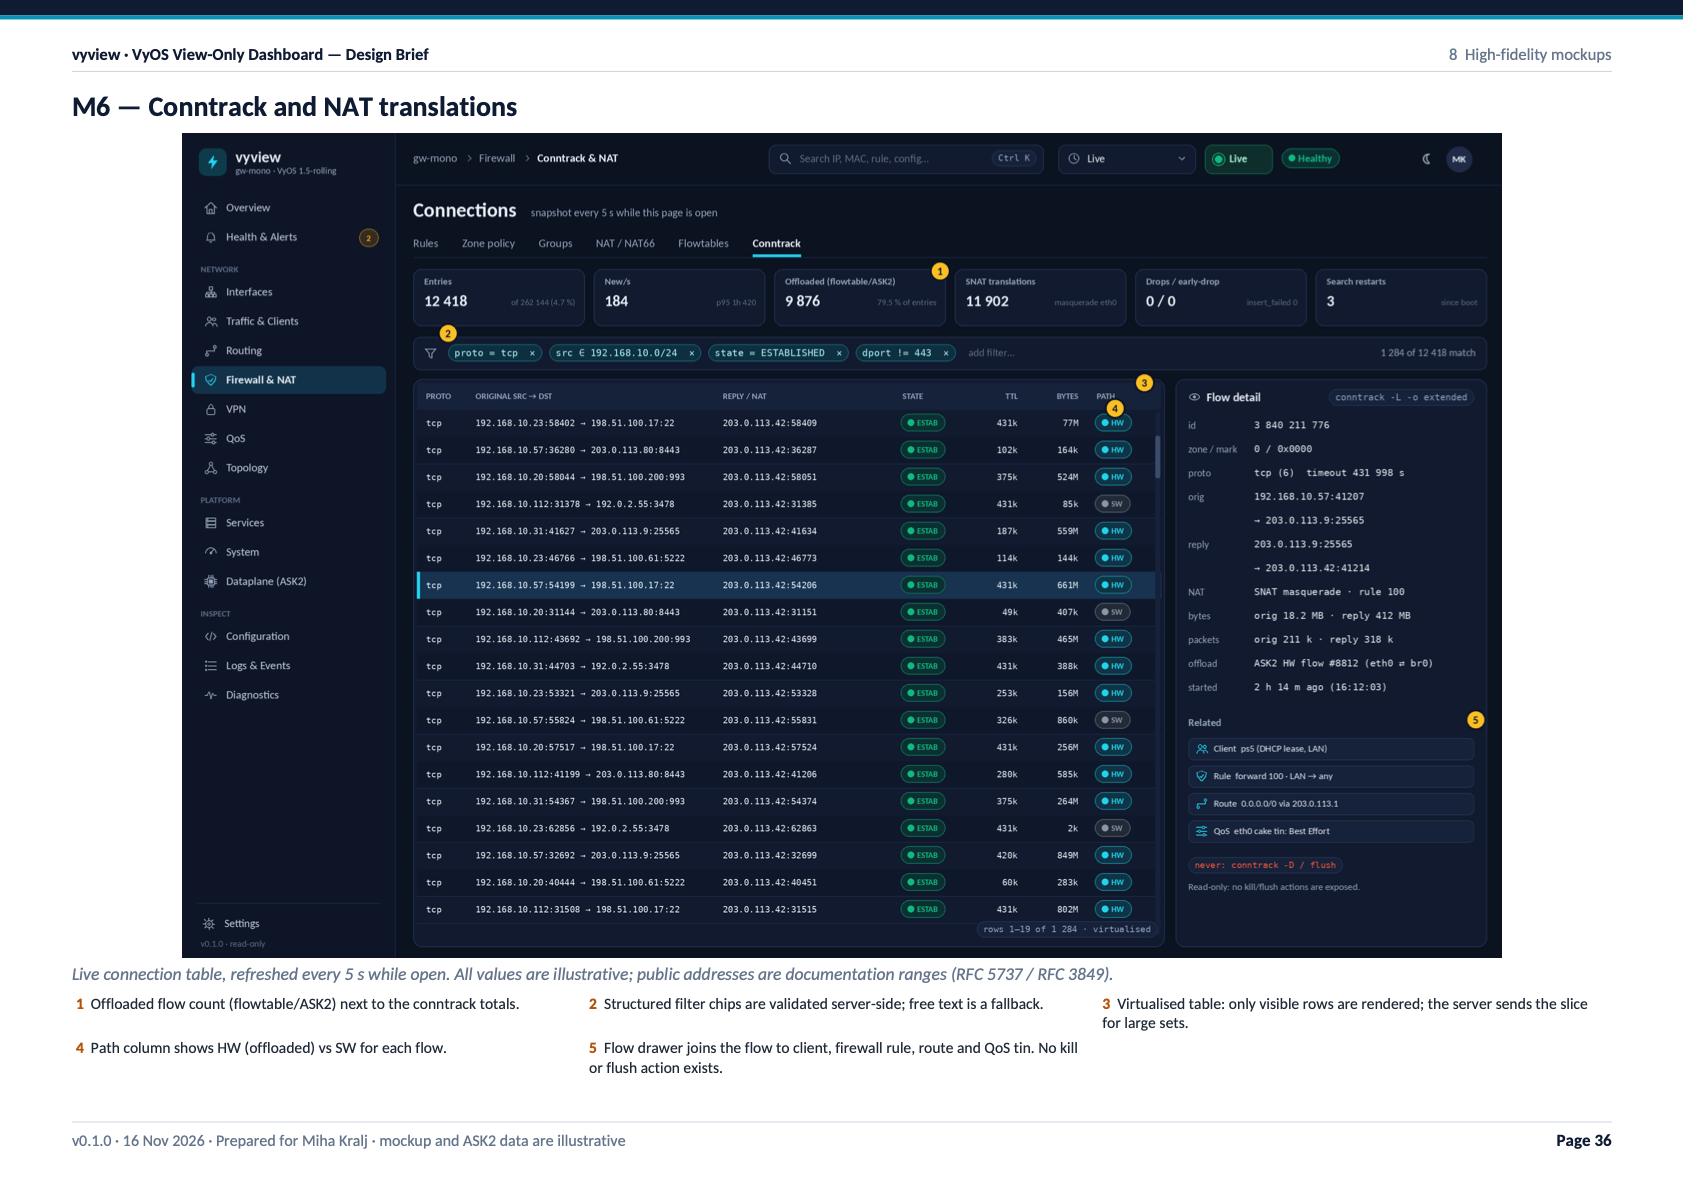 vyview · VyOS View-Only Dashboard — Design Brief
8 High-fidelity mockups
M6 — Conntrack and NAT translations
vyview
gw-mono · VyOS 1.5-rolling
gw-mono > Firewall > Conntrack & NAT
Search IP, MAC, rule, config... Ctrl K
Live
Live
Healthy
MK
Overview
Health & Alerts 2
NETWORK
Interfaces
Traffic & Clients
Routing
Firewall & NAT
VPN
QoS
Topology
PLATFORM
Services
System
Dataplane (ASK2)
INSPECT
Configuration
Logs & Events
Diagnostics
Settings
v0.1.0 · read-only
Connections snapshot every 5 s while this page is open
Rules Zone policy Groups NAT / NAT66 Flowtables Conntrack
Entries
12 418 of 262 144 (4.7 %)
New/s
184 p95 1h 420
Offloaded (flowtable/ASK2) 1
9 876 79.5 % of entries
SNAT translations
11 902 masquerade eth0
Drops / early-drop
0 / 0 insert_failed 0
Search restarts
3 since boot
2
proto = tcp × src ∈ 192.168.10.0/24 × state = ESTABLISHED × dport != 443 × add filter... 1 284 of 12 418 match
3
PROTO ORIGINAL SRC → DST REPLY / NAT STATE TTL BYTES PATH
4
tcp 192.168.10.23:58402 → 198.51.100.17:22 203.0.113.42:58409 ESTAB 431k 77M HW
tcp 192.168.10.57:36280 → 203.0.113.80:8443 203.0.113.42:36287 ESTAB 102k 164k HW
tcp 192.168.10.20:58044 → 198.51.100.200:993 203.0.113.42:58051 ESTAB 375k 524M HW
tcp 192.168.10.112:31378 → 192.0.2.55:3478 203.0.113.42:31385 ESTAB 431k 85k SW
tcp 192.168.10.31:41627 → 203.0.113.9:25565 203.0.113.42:41634 ESTAB 187k 559M HW
tcp 192.168.10.23:46766 → 198.51.100.61:5222 203.0.113.42:46773 ESTAB 114k 144k HW
tcp 192.168.10.57:54199 → 198.51.100.17:22 203.0.113.42:54206 ESTAB 431k 661M HW
tcp 192.168.10.20:31144 → 203.0.113.80:8443 203.0.113.42:31151 ESTAB 49k 407k SW
tcp 192.168.10.112:43692 → 198.51.100.200:993 203.0.113.42:43699 ESTAB 383k 465M HW
tcp 192.168.10.31:44703 → 192.0.2.55:3478 203.0.113.42:44710 ESTAB 431k 388k HW
tcp 192.168.10.23:53321 → 203.0.113.9:25565 203.0.113.42:53328 ESTAB 253k 156M HW
tcp 192.168.10.57:55824 → 198.51.100.61:5222 203.0.113.42:55831 ESTAB 326k 860k SW
tcp 192.168.10.20:57517 → 198.51.100.17:22 203.0.113.42:57524 ESTAB 431k 256M HW
tcp 192.168.10.112:41199 → 203.0.113.80:8443 203.0.113.42:41206 ESTAB 280k 585k HW
tcp 192.168.10.31:54367 → 198.51.100.200:993 203.0.113.42:54374 ESTAB 375k 264M HW
tcp 192.168.10.23:62856 → 192.0.2.55:3478 203.0.113.42:62863 ESTAB 431k 2k SW
tcp 192.168.10.57:32692 → 203.0.113.9:25565 203.0.113.42:32699 ESTAB 420k 849M HW
tcp 192.168.10.20:40444 → 198.51.100.61:5222 203.0.113.42:40451 ESTAB 60k 283k HW
tcp 192.168.10.112:31508 → 198.51.100.17:22 203.0.113.42:31515 ESTAB 431k 802M HW
rows 1–19 of 1 284 · virtualised
Flow detail conntrack -L -o extended
id 3 840 211 776
zone / mark 0 / 0x0000
proto tcp (6) timeout 431 998 s
orig 192.168.10.57:41207
→ 203.0.113.9:25565
reply 203.0.113.9:25565
→ 203.0.113.42:41214
NAT SNAT masquerade · rule 100
bytes orig 18.2 MB · reply 412 MB
packets orig 211 k · reply 318 k
offload ASK2 HW flow #8812 (eth0 ⇄ br0)
started 2 h 14 m ago (16:12:03)
Related 5
Client ps5 (DHCP lease, LAN)
Rule forward 100 · LAN → any
Route 0.0.0.0/0 via 203.0.113.1
QoS eth0 cake tin: Best Effort
never: conntrack -D / flush
Read-only: no kill/flush actions are exposed.
Live connection table, refreshed every 5 s while open. All values are illustrative; public addresses are documentation ranges (RFC 5737 / RFC 3849).
1 Offloaded flow count (flowtable/ASK2) next to the conntrack totals.
2 Structured filter chips are validated server-side; free text is a fallback.
3 Virtualised table: only visible rows are rendered; the server sends the slice
for large sets.
4 Path column shows HW (offloaded) vs SW for each flow.
5 Flow drawer joins the flow to client, firewall rule, route and QoS tin. No kill
or flush action exists.
v0.1.0 · 16 Nov 2026 · Prepared for Miha Kralj · mockup and ASK2 data are illustrative
Page 36